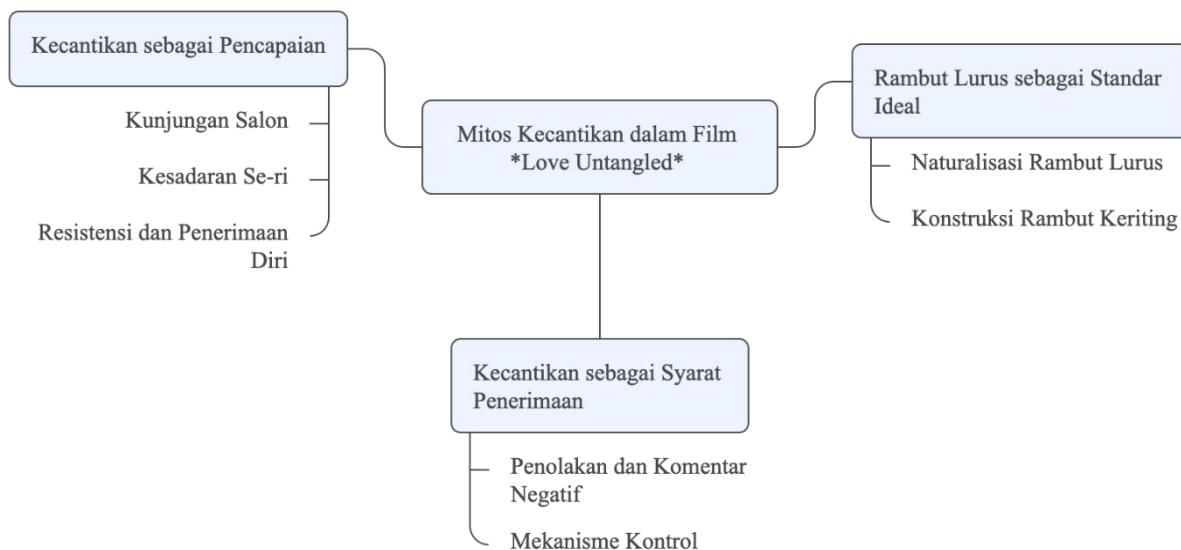 Kecantikan sebagai Pencapaian
Kunjungan Salon
Kesadaran Se-ri
Resistensi dan Penerimaan
Diri
Mitos Kecantikan dalam Film
*Love Untangled*
Rambut Lurus sebagai Standar
Ideal
Naturalisasi Rambut Lurus
Konstruksi Rambut Keriting
Kecantikan sebagai Syarat
Penerimaan
Penolakan dan Komentar
Negatif
Mekanisme Kontrol